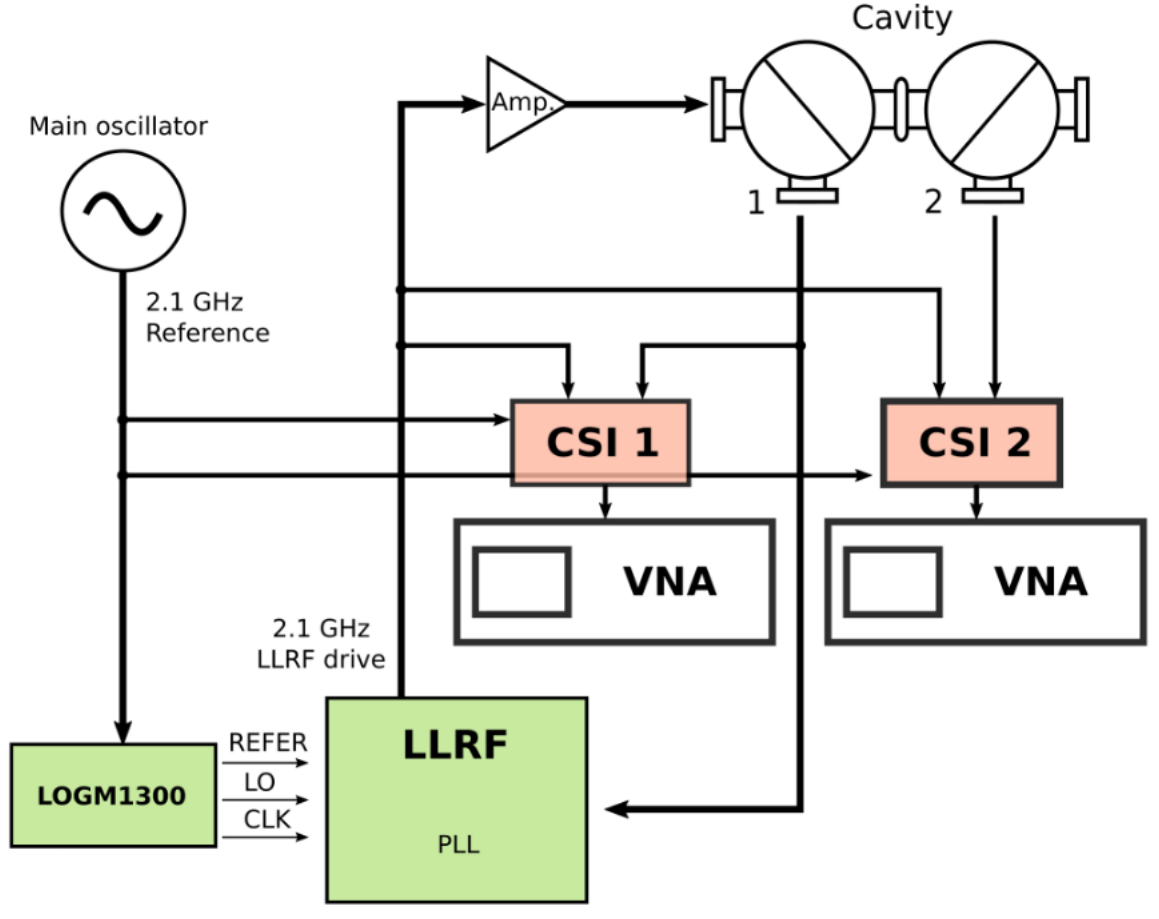 Cavity
Amp.
Main oscillator
1
2
2.1 GHz
Reference
CSI 1
CSI 2
VNA
VNA
2.1 GHz
LLRF drive
REFER
LO
CLK
LOGM1300
LLRF
PLL